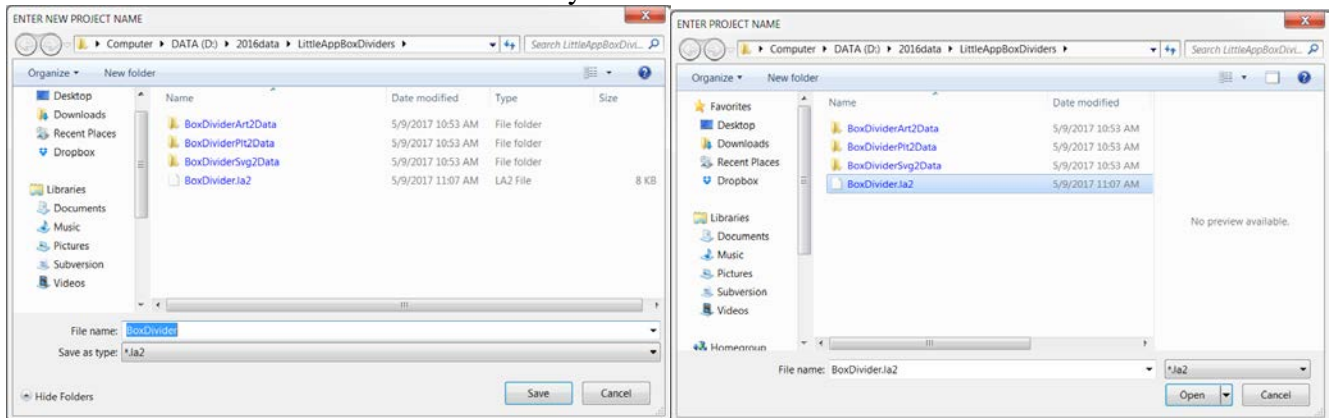 ENTER NEW PROJECT NAME
Computer ▸ DATA (D:) ▸ 2016data ▸ LittleAppBoxDividers ▸
Search LittleAppBoxDivi...
Organize New folder
Name Date modified Type Size
Desktop
Downloads
Recent Places
Dropbox
Libraries
Documents
Music
Pictures
Subversion
Videos
BoxDividerArt2Data 5/9/2017 10:53 AM File folder
BoxDividerPlt2Data 5/9/2017 10:53 AM File folder
BoxDividerSvg2Data 5/9/2017 10:53 AM File folder
BoxDivider.la2 5/9/2017 11:07 AM LA2 File 8 KB
File name: BoxDivider
Save as type: *.la2
Hide Folders
Save Cancel
ENTER PROJECT NAME
Computer ▸ DATA (D:) ▸ 2016data ▸ LittleAppBoxDividers ▸
Search LittleAppBoxDivi...
Organize New folder
Name Date modified
Favorites
Desktop
Downloads
Recent Places
Dropbox
Libraries
Documents
Music
Pictures
Subversion
Videos
Homegroup
BoxDividerArt2Data 5/9/2017 10:53 AM
BoxDividerPlt2Data 5/9/2017 10:53 AM
BoxDividerSvg2Data 5/9/2017 10:53 AM
BoxDivider.la2 5/9/2017 11:07 AM
No preview available.
File name: BoxDivider.la2
*.la2
Open Cancel